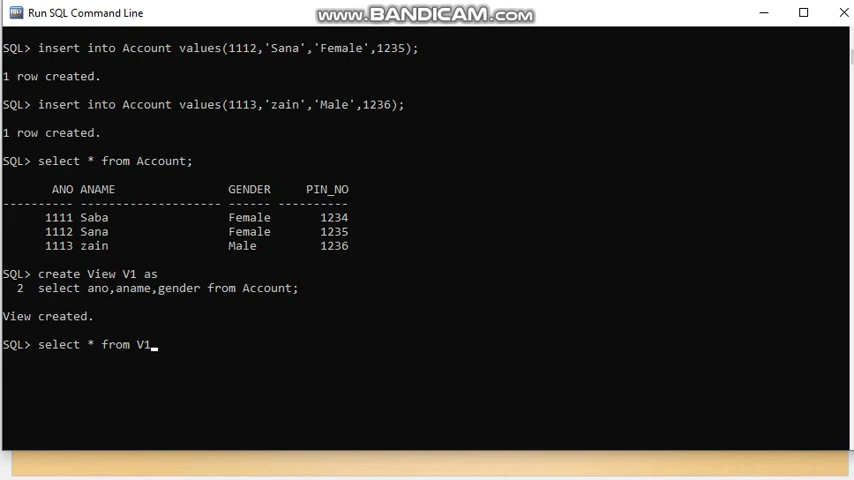 Run SQL Command Line
www.BANDICAM.com
SQL> insert into Account values(1112,'Sana','Female',1235);
1 row created.
SQL> insert into Account values(1113,'zain','Male',1236);
1 row created.
SQL> select * from Account;
ANO ANAME GENDER PIN_NO
---------- -------------------- ------ ----------
1111 Saba Female 1234
1112 Sana Female 1235
1113 zain Male 1236
SQL> create View V1 as
2 select ano,aname,gender from Account;
View created.
SQL> select * from V1_